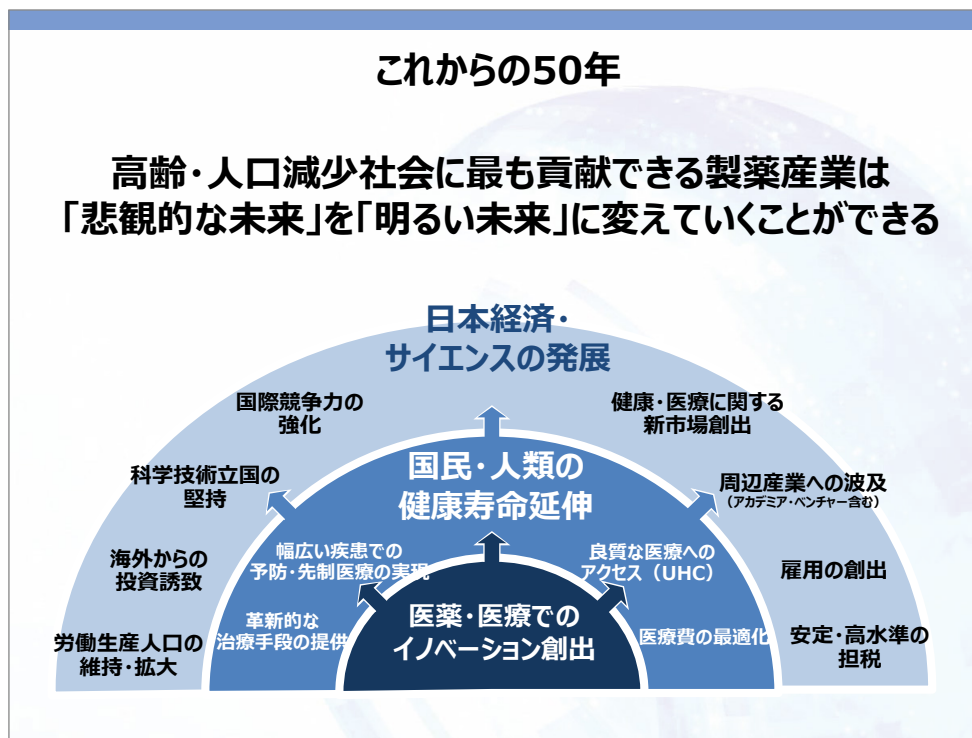 これからの50年
高齢・人口減少社会に最も貢献できる製薬産業は
「悲観的な未来」を「明るい未来」に変えていくことができる
日本経済・
サイエンスの発展
国際競争力の
強化
健康・医療に関する
新市場創出
科学技術立国の
堅持
国民・人類の
健康寿命延伸
周辺産業への波及
（アカデミア・ベンチャー含む）
海外からの
投資誘致
幅広い疾患での
予防・先制医療の実現
良質な医療への
アクセス（UHC）
雇用の創出
労働生産人口の
維持・拡大
革新的な
治療手段の提供
医薬・医療での
イノベーション創出
医療費の最適化
安定・高水準の
担税